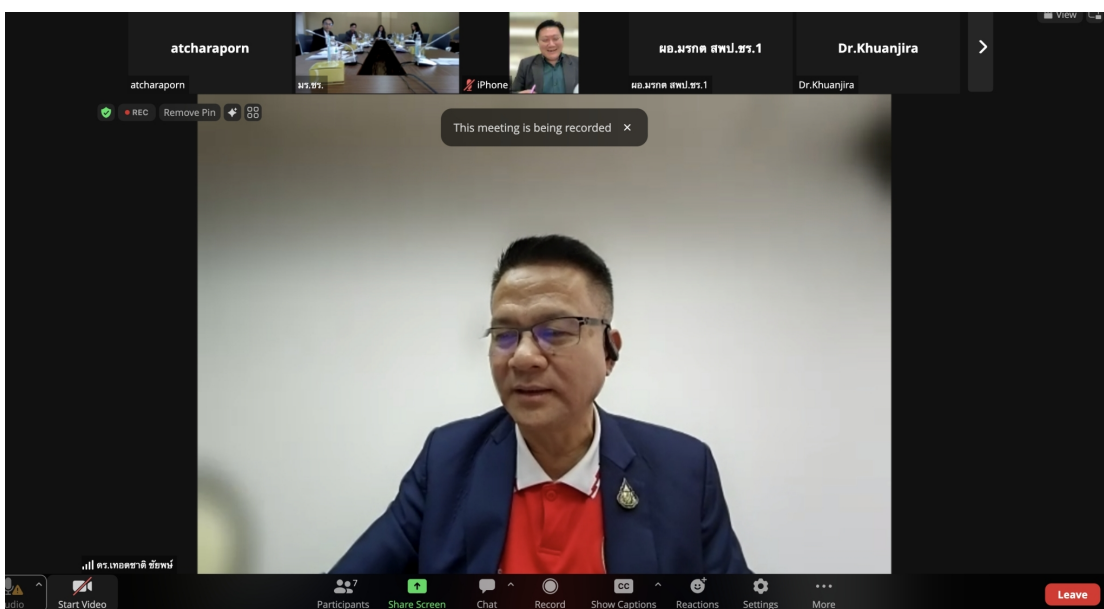 View
atcharaporn
ผอ.มรกต สพป.ชร.1
Dr.Khuanjira
atcharaporn
มร.ชร.
iPhone
ผอ.มรกต สพป.ชร.1
Dr.Khuanjira
REC
Remove Pin
This meeting is being recorded
ดร.เทอดชาติ ชัยพงษ์
udio
Start Video
7
Participants
Share Screen
Chat
Record
CC
Show Captions
Reactions
Settings
More
Leave